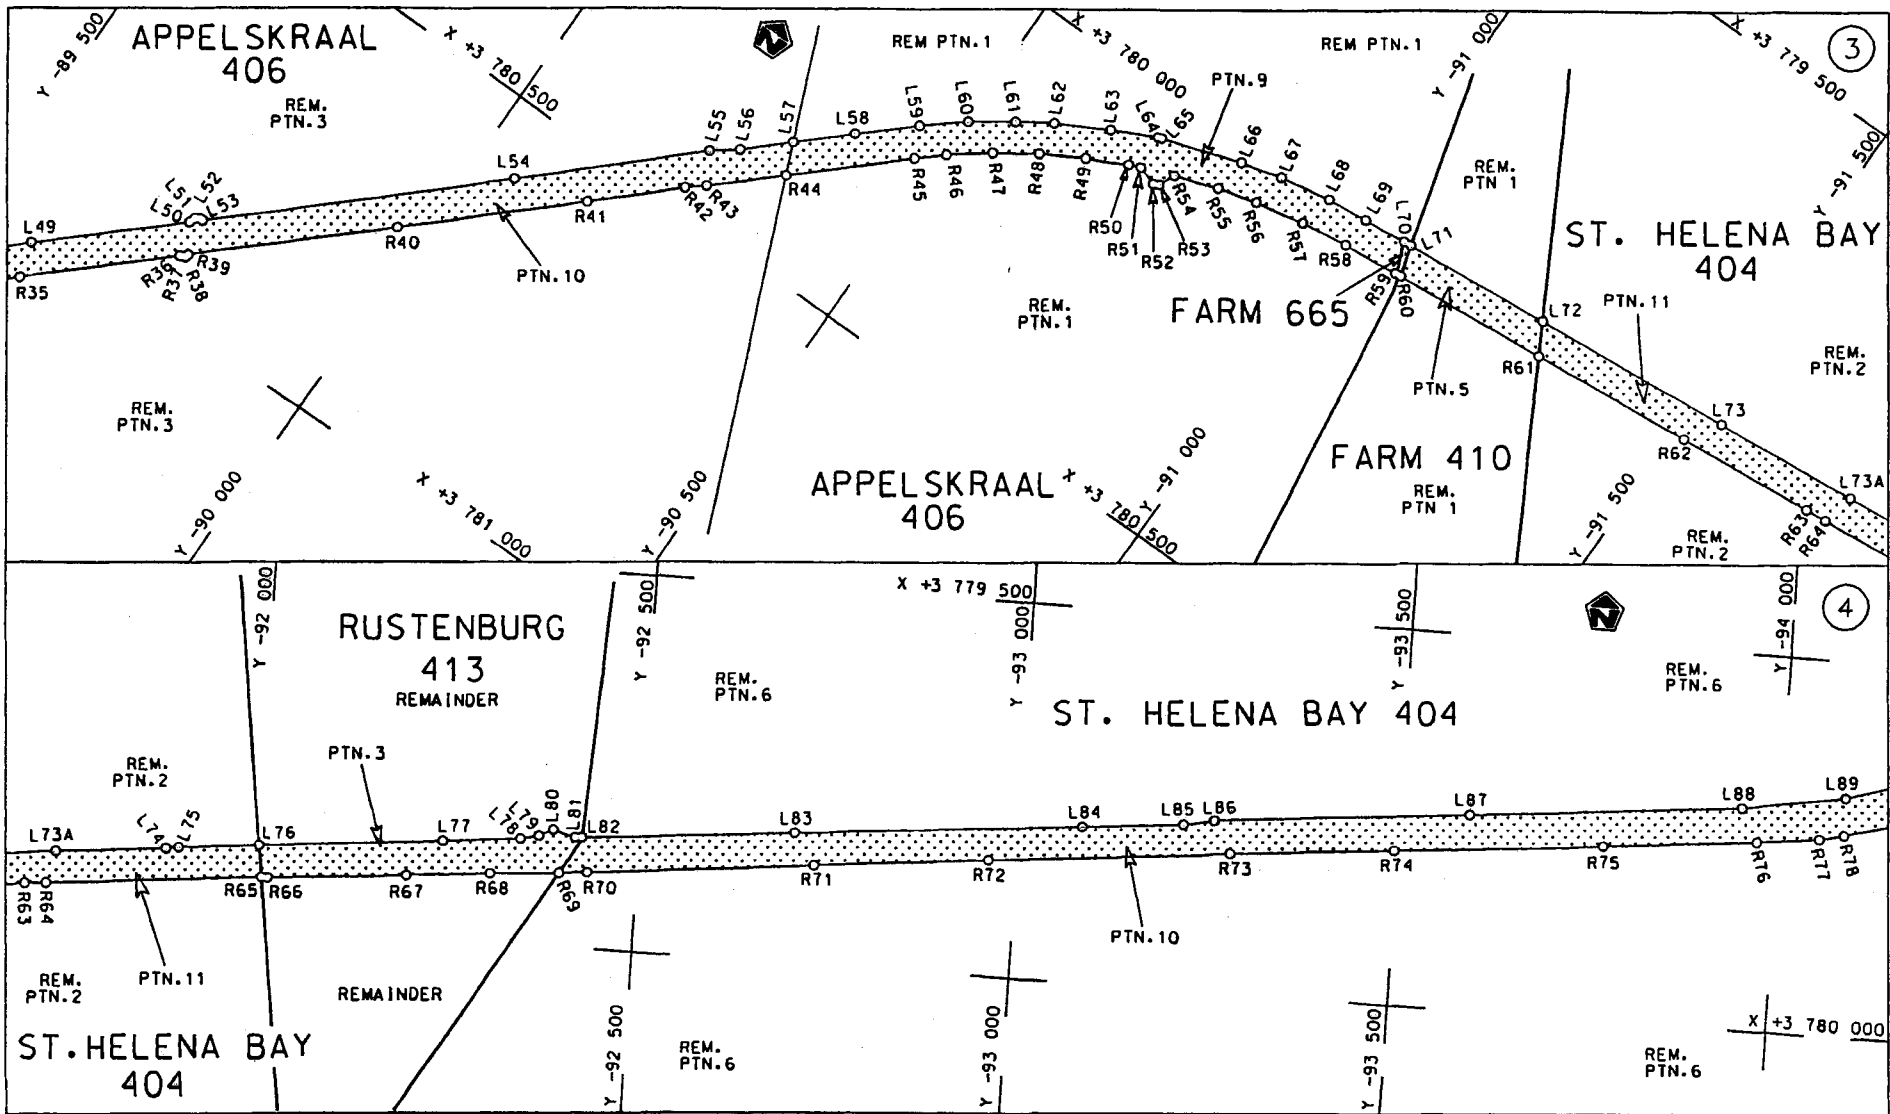 APPELSKRAAL
406
REM.
PTN.3
Y -89 500
X +3 780 500
REM PTN.1
X +3 780 000
REM PTN.1
PTN.9
Y -91 000
X +3 779 500
3
Y -91 500
L49
L50
L51
L52
L53
L54
L55
L56
L57
L58
L59
L60
L61
L62
L63
L64
L65
L66
L67
L68
L69
L70
L71
L72
L73
L73A
R35
R36
R37
R38
R39
R40
R41
R42
R43
R44
R45
R46
R47
R48
R49
R50
R51
R52
R53
R54
R55
R56
R57
R58
R59
R60
R61
R62
R63
R64
PTN.10
REM.
PTN 1
ST. HELENA BAY
404
PTN.11
REM.
PTN.2
REM.
PTN.1
FARM 665
PTN.5
REM.
PTN.3
FARM 410
REM.
PTN 1
APPELSKRAAL
406
Y -90 000
X +3 781 000
Y -90 500
X +3 780 500
Y -91 000
Y -91 500
REM.
PTN.2
Y -92 000
RUSTENBURG
413
REMAINDER
Y -92 500
X +3 779 500
Y -93 000
Y -93 500
N
Y -94 000
4
REM.
PTN.6
ST. HELENA BAY 404
REM.
PTN.6
REM.
PTN.2
PTN.3
L73A
L74
L75
L76
L77
L78
L79
L80
L81
L82
L83
L84
L85
L86
L87
L88
L89
R63
R64
R65
R66
R67
R68
R69
R70
R71
R72
R73
R74
R75
R76
R77
R78
PTN.11
PTN.10
REM.
PTN.2
REMAINDER
ST.HELENA BAY
404
Y -92 500
REM.
PTN.6
Y -93 000
Y -93 500
REM.
PTN.6
X +3 780 000